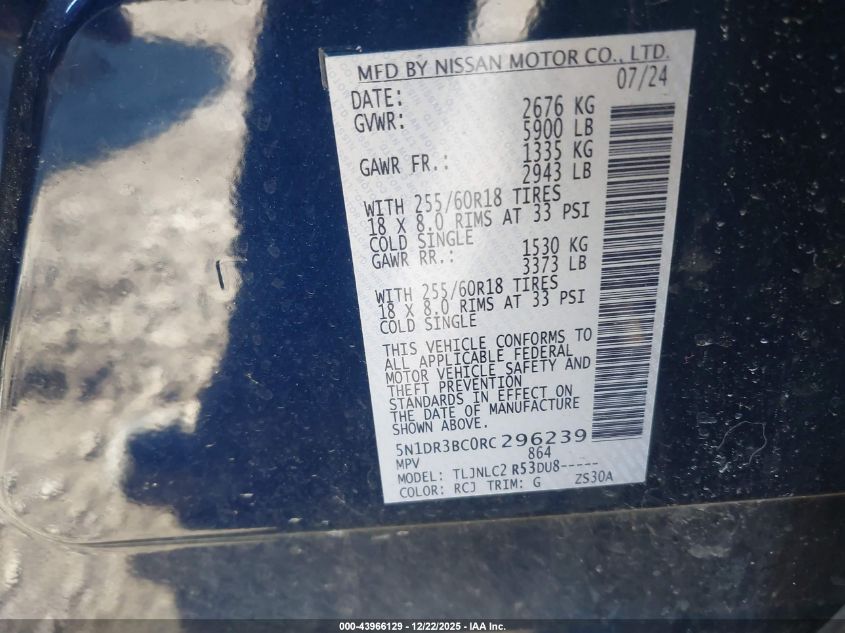 MFD BY NISSAN MOTOR CO., LTD.
DATE: 07/24
GVWR: 2676 KG
5900 LB
GAWR FR.: 1335 KG
2943 LB
WITH 255/60R18 TIRES
18 X 8.0 RIMS AT 33 PSI
COLD SINGLE
GAWR RR.: 1530 KG
3373 LB
WITH 255/60R18 TIRES
18 X 8.0 RIMS AT 33 PSI
COLD SINGLE
THIS VEHICLE CONFORMS TO
ALL APPLICABLE FEDERAL
MOTOR VEHICLE SAFETY AND
THEFT PREVENTION
STANDARDS IN EFFECT ON
THE DATE OF MANUFACTURE
SHOWN ABOVE.
5N1DR3BC0RC296239
MPV 864
MODEL: TLJNLC2 R53DU8-----
COLOR: RCJ TRIM: G ZS30A
000-43966129 - 12/22/2025 - IAA Inc.